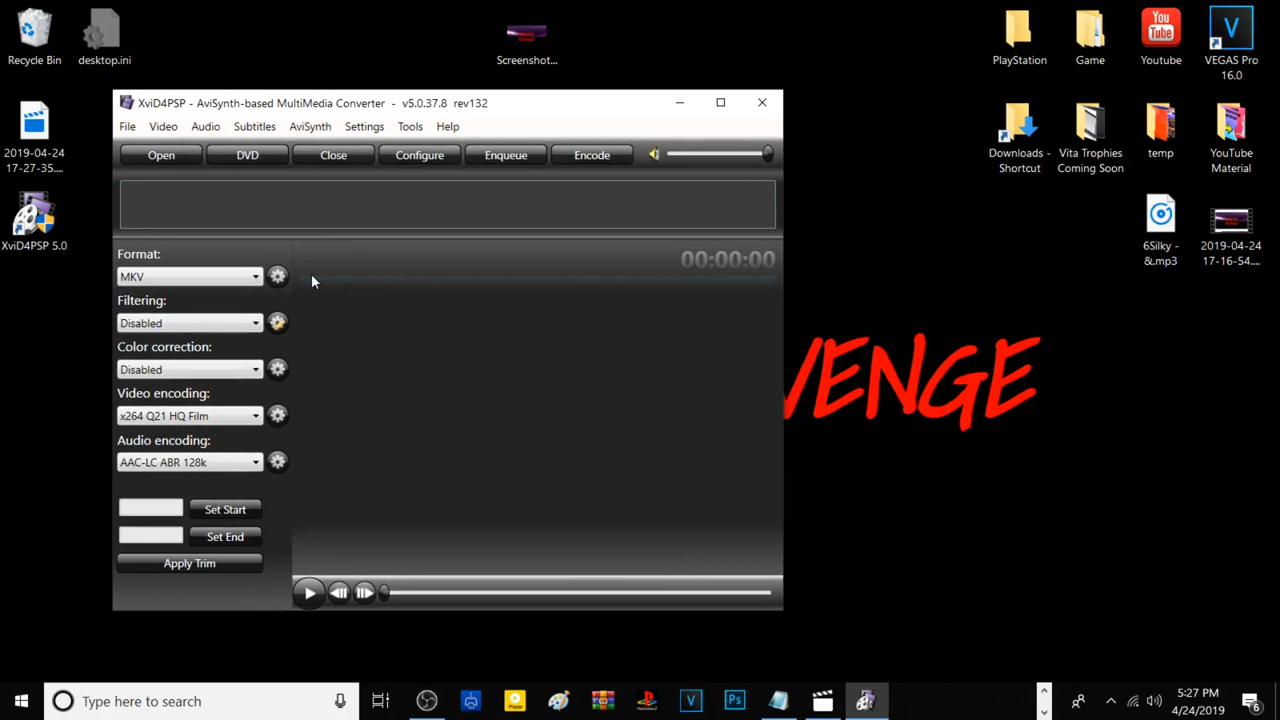 Recycle Bin
desktop.ini
Screenshot...
PlayStation
Game
You
Tube
Youtube
V
VEGAS Pro
16.0
2019-04-24
17-27-35....
XviD4PSP 5.0
Downloads -
Shortcut
Vita Trophies
Coming Soon
temp
YouTube
Material
6Silky -
&.mp3
2019-04-24
17-16-54....
XviD4PSP - AviSynth-based MultiMedia Converter - v5.0.37.8 rev132
File Video Audio Subtitles AviSynth Settings Tools Help
Open DVD Close Configure Enqueue Encode
Format:
00:00:00
MKV
Filtering:
Disabled
Color correction:
Disabled
Video encoding:
x264 Q21 HQ Film
Audio encoding:
AAC-LC ABR 128k
Set Start
Set End
Apply Trim
VENGE
Type here to search
V
Ps
5:27 PM
4/24/2019
6